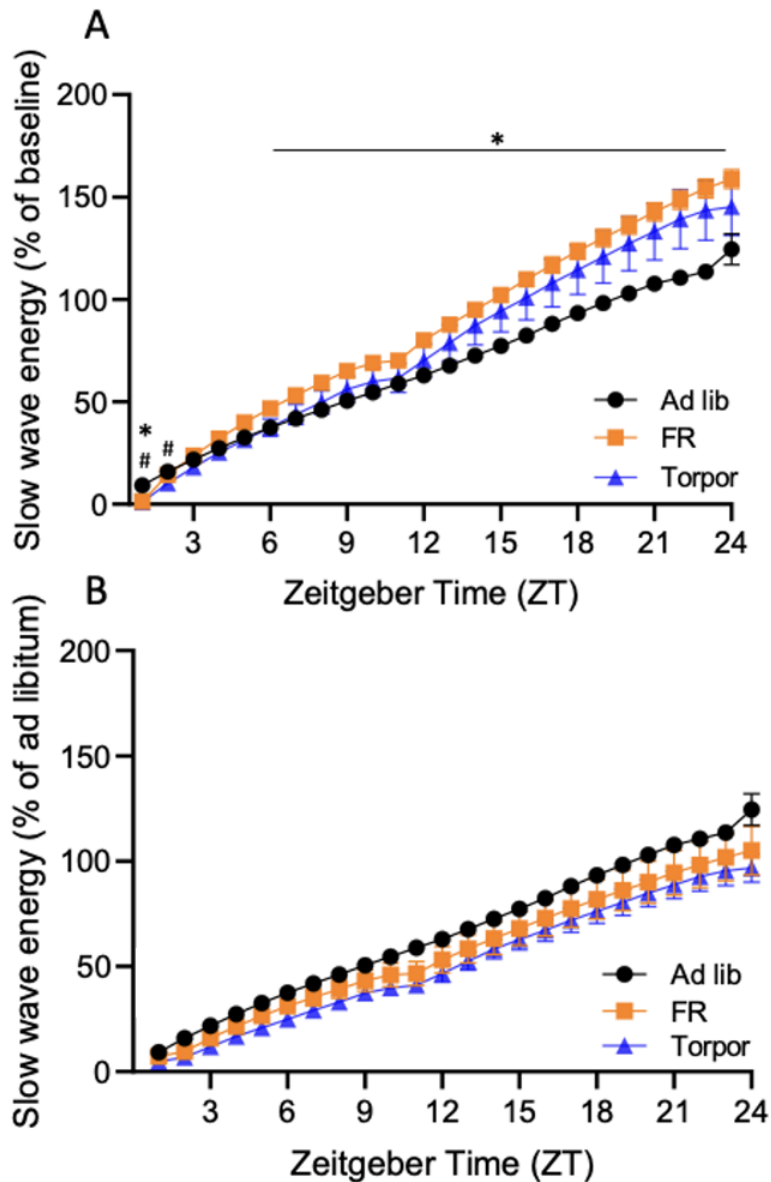 A
Slow wave energy (% of baseline)
200
150
100
50
0
*
*
#
#
Ad lib
FR
Torpor
3 6 9 12 15 18 21 24
Zeitgeber Time (ZT)
B
Slow wave energy (% of ad libitum)
200
150
100
50
0
Ad lib
FR
Torpor
3 6 9 12 15 18 21 24
Zeitgeber Time (ZT)